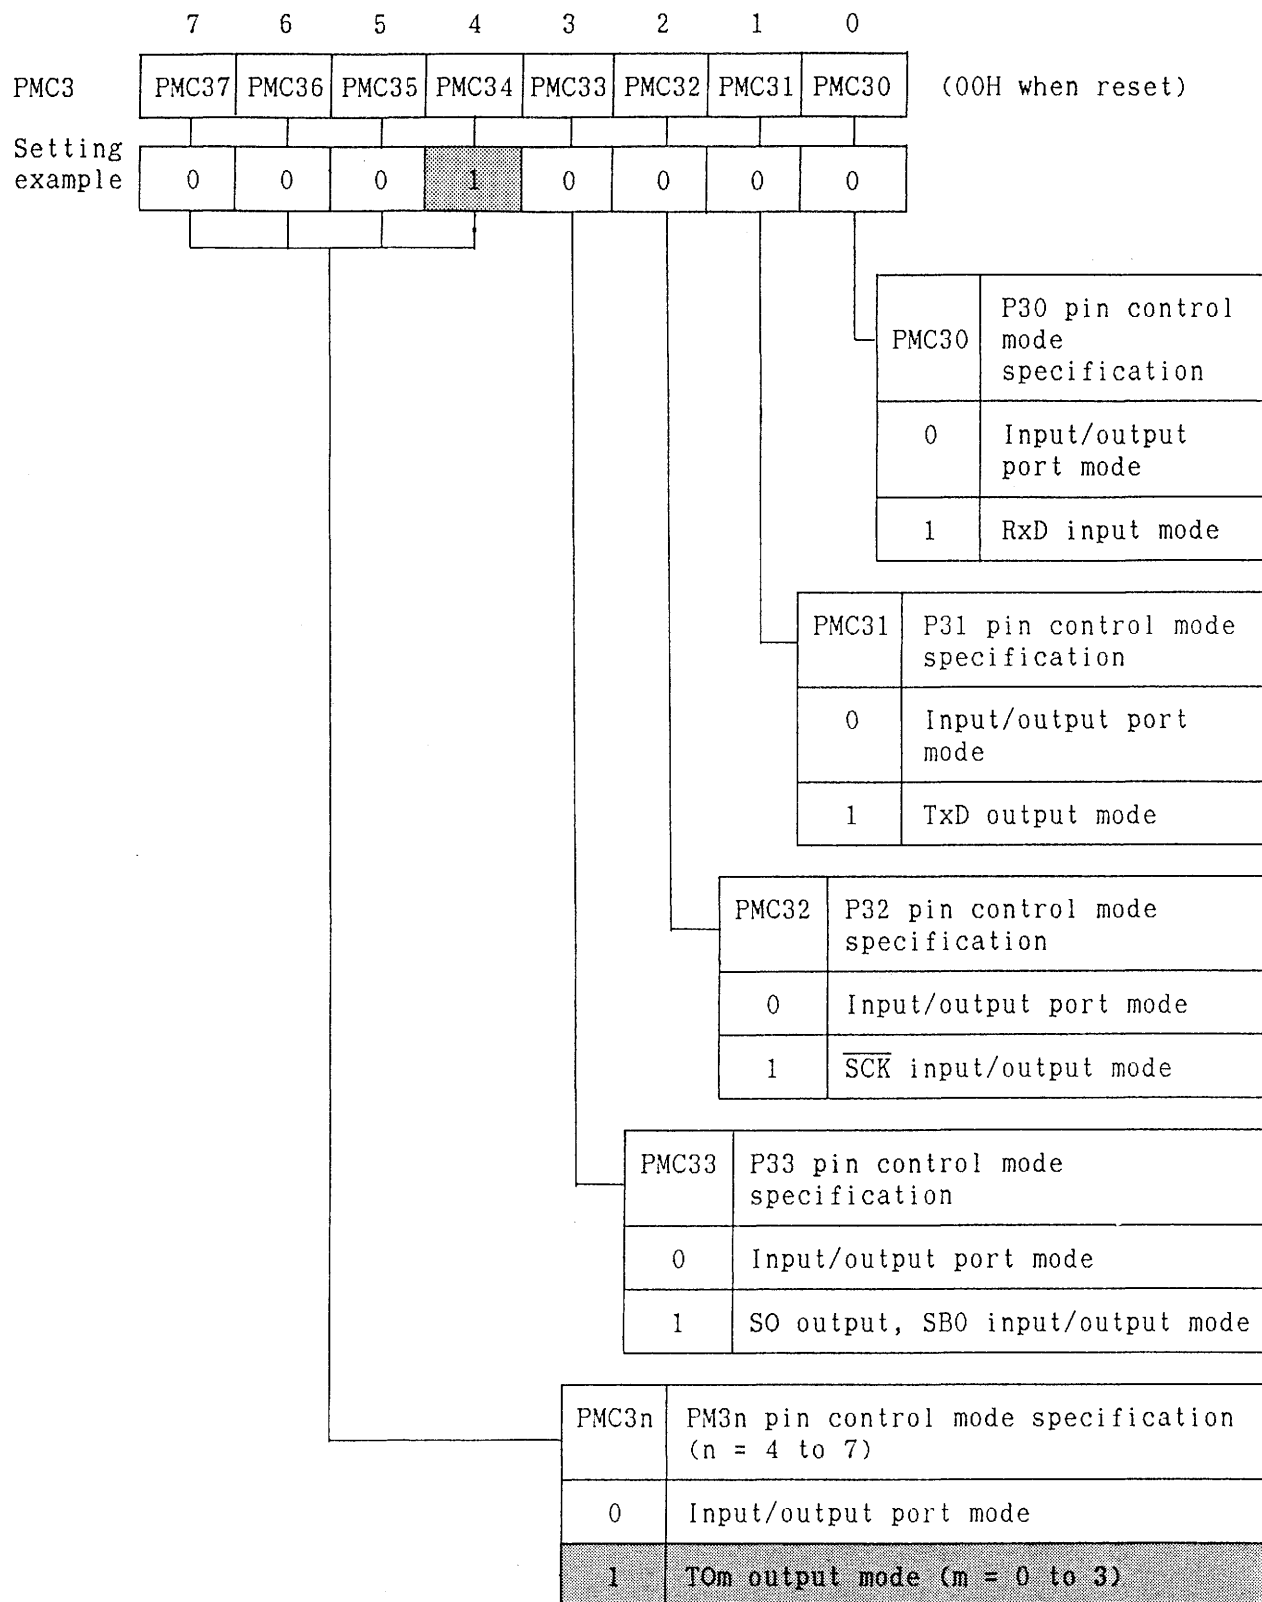 7 6 5 4 3 2 1 0
PMC3 PMC37 PMC36 PMC35 PMC34 PMC33 PMC32 PMC31 PMC30 (00H when reset)
Setting
example 0 0 0 1 0 0 0 0
PMC30 P30 pin control
mode
specification
0 Input/output
port mode
1 RxD input mode
PMC31 P31 pin control mode
specification
0 Input/output port
mode
1 TxD output mode
PMC32 P32 pin control mode
specification
0 Input/output port mode
1 S̅C̅K̅ input/output mode
PMC33 P33 pin control mode
specification
0 Input/output port mode
1 SO output, SB0 input/output mode
PMC3n PM3n pin control mode specification
(n = 4 to 7)
0 Input/output port mode
1 TOm output mode (m = 0 to 3)